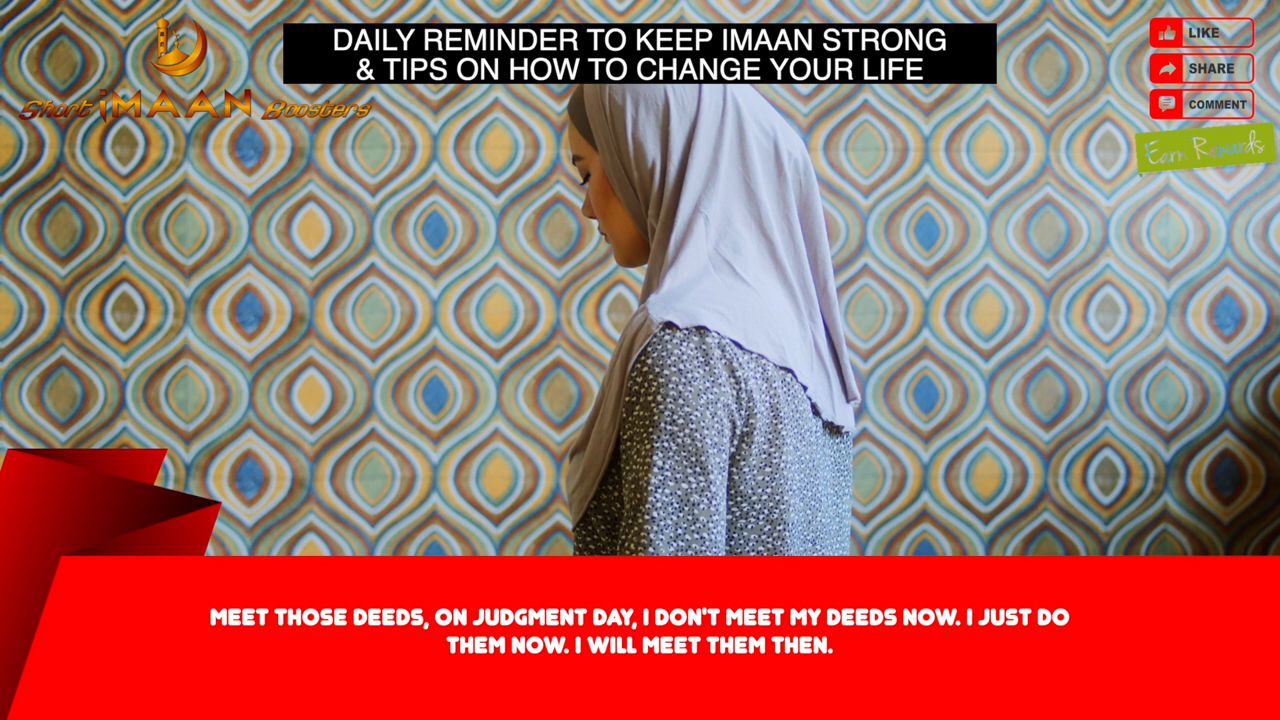 DAILY REMINDER TO KEEP IMAAN STRONG
& TIPS ON HOW TO CHANGE YOUR LIFE
Short iMAAN Boosters
LIKE
SHARE
COMMENT
Earn Rewards
MEET THOSE DEEDS, ON JUDGMENT DAY, I DON'T MEET MY DEEDS NOW. I JUST DO
THEM NOW. I WILL MEET THEM THEN.